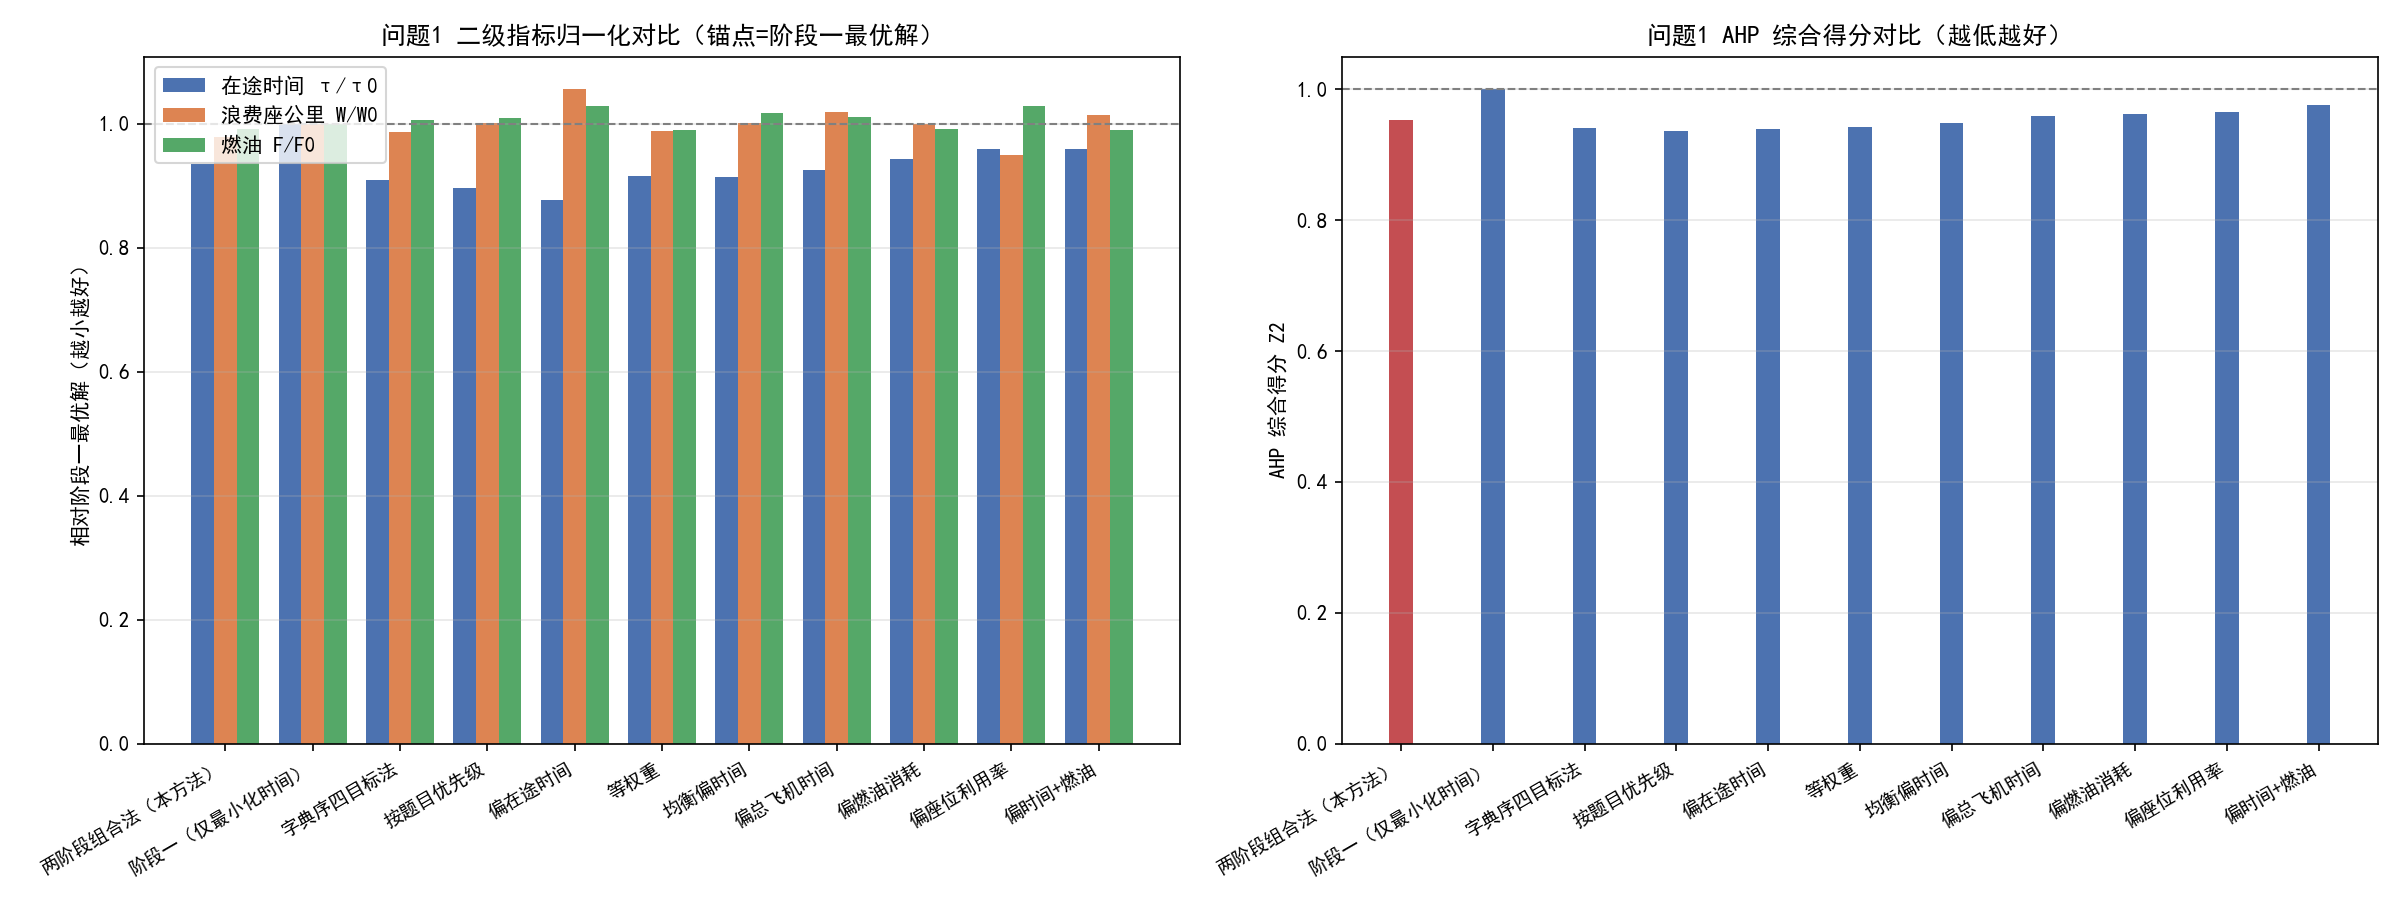 问题1 二级指标归一化对比（锚点=阶段一最优解）
在途时间 τ/τ0
浪费座公里 W/W0
燃油 F/F0
相对阶段一最优解（越小越好）
1.0
0.8
0.6
0.4
0.2
0.0
两阶段组合法（本方法）
阶段一（仅最小化时间）
字典序四目标法
按题目优先级
偏在途时间
等权重
均衡偏时间
偏总飞机时间
偏燃油消耗
偏座位利用率
偏时间+燃油
问题1 AHP 综合得分对比（越低越好）
AHP 综合得分 Z2
1.0
0.8
0.6
0.4
0.2
0.0
两阶段组合法（本方法）
阶段一（仅最小化时间）
字典序四目标法
按题目优先级
偏在途时间
等权重
均衡偏时间
偏总飞机时间
偏燃油消耗
偏座位利用率
偏时间+燃油